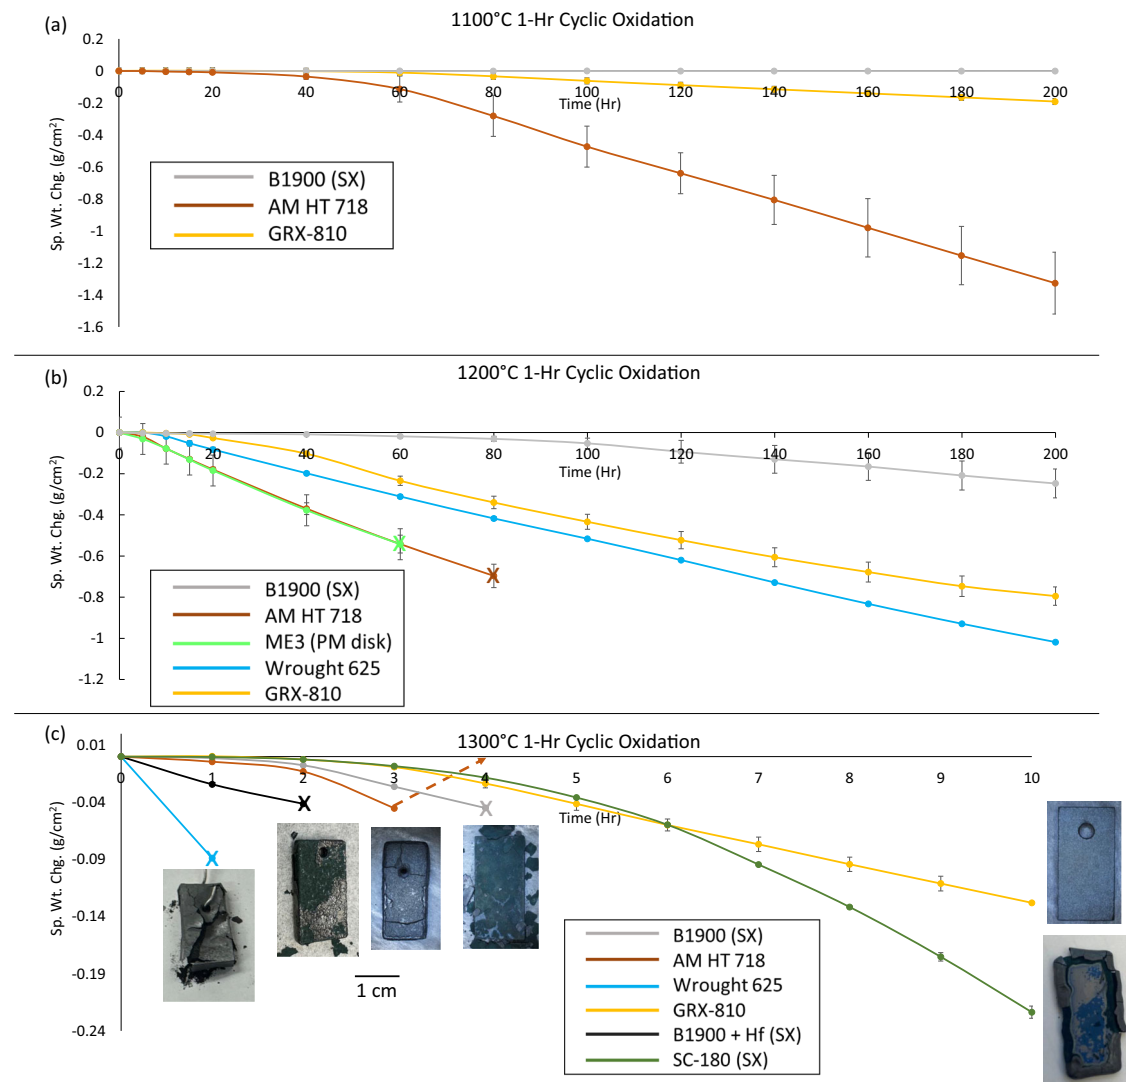 (a)
1100°C 1-Hr Cyclic Oxidation
0.2
0
-0.2
-0.4
-0.6
-0.8
-1
-1.2
-1.4
-1.6
Sp. Wt. Chg. (g/cm²)
0 20 40 60 80 100 120 140 160 180 200
Time (Hr)
B1900 (SX)
AM HT 718
GRX-810
(b)
1200°C 1-Hr Cyclic Oxidation
0.2
0
-0.2
-0.4
-0.6
-0.8
-1
-1.2
Sp. Wt. Chg. (g/cm²)
0 20 40 60 80 100 120 140 160 180 200
Time (Hr)
B1900 (SX)
AM HT 718
ME3 (PM disk)
Wrought 625
GRX-810
(c)
1300°C 1-Hr Cyclic Oxidation
0.01
-0.04
-0.09
-0.14
-0.19
-0.24
Sp. Wt. Chg. (g/cm²)
0 1 2 3 4 5 6 7 8 9 10
Time (Hr)
1 cm
B1900 (SX)
AM HT 718
Wrought 625
GRX-810
B1900 + Hf (SX)
SC-180 (SX)